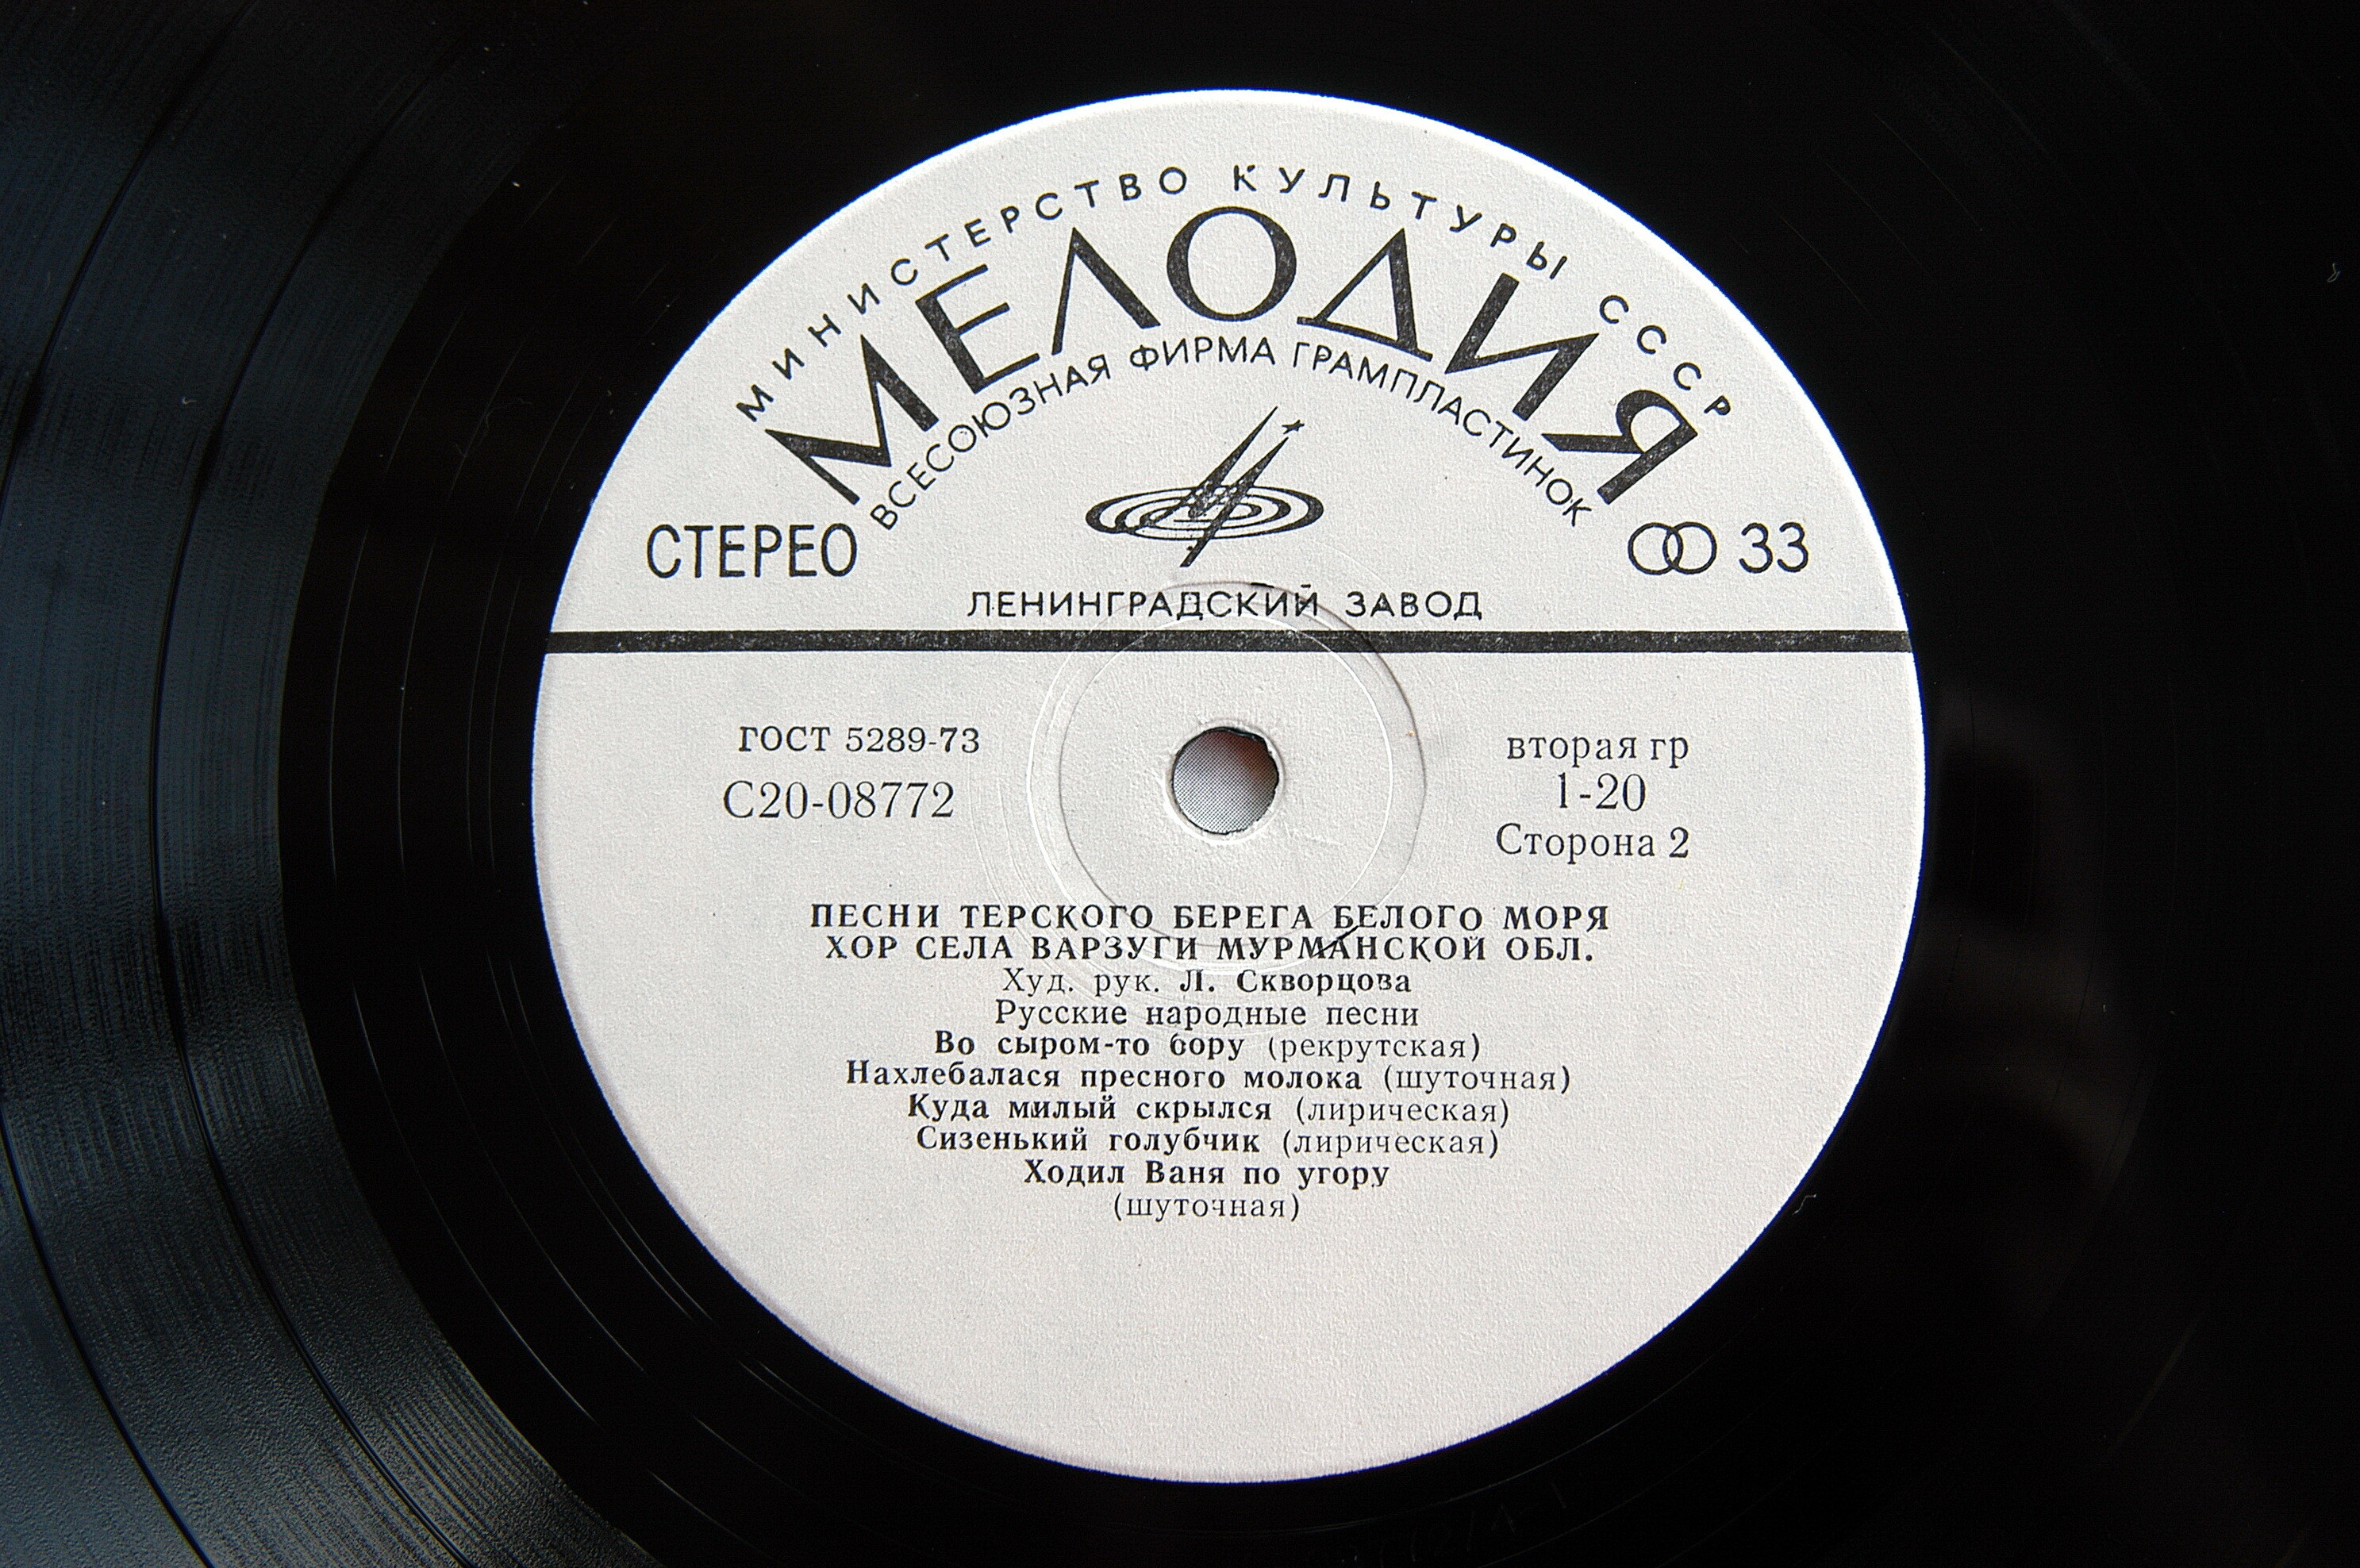 МИНИСТЕРСТВО КУЛЬТУРЫ СССР
МЕЛОДИЯ
ВСЕСОЮЗНАЯ ФИРМА ГРАМПЛАСТИНОК
СТЕРЕО
33
ЛЕНИНГРАДСКИЙ ЗАВОД
ГОСТ 5289-73
С20-08772
вторая гр
1-20
Сторона 2
ПЕСНИ ТЕРСКОГО БЕРЕГА БЕЛОГО МОРЯ
ХОР СЕЛА ВАРЗУГИ МУРМАНСКОЙ ОБЛ.
Худ. рук. Л. Скворцова
Русские народные песни
Во сыром-то бору (рекрутская)
Нахлебалася пресного молока (шуточная)
Куда милый скрылся (лирическая)
Сизенький голубчик (лирическая)
Ходил Ваня по угору
(шуточная)